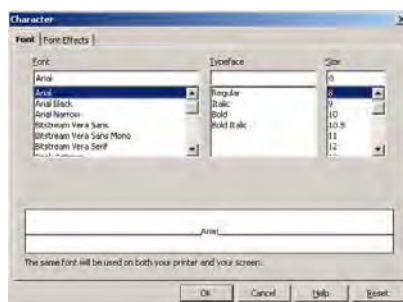 Character
Font Font Effects
Font Typeface Size
Arial 8
Arial Regular 8
Arial Black Italic 9
Arial Narrow Bold 10
Bitstream Vera Sans Bold Italic 10.5
Bitstream Vera Sans Mono 11
Bitstream Vera Serif 12
Arial
The same font will be used on both your printer and your screen.
OK Cancel Help Reset